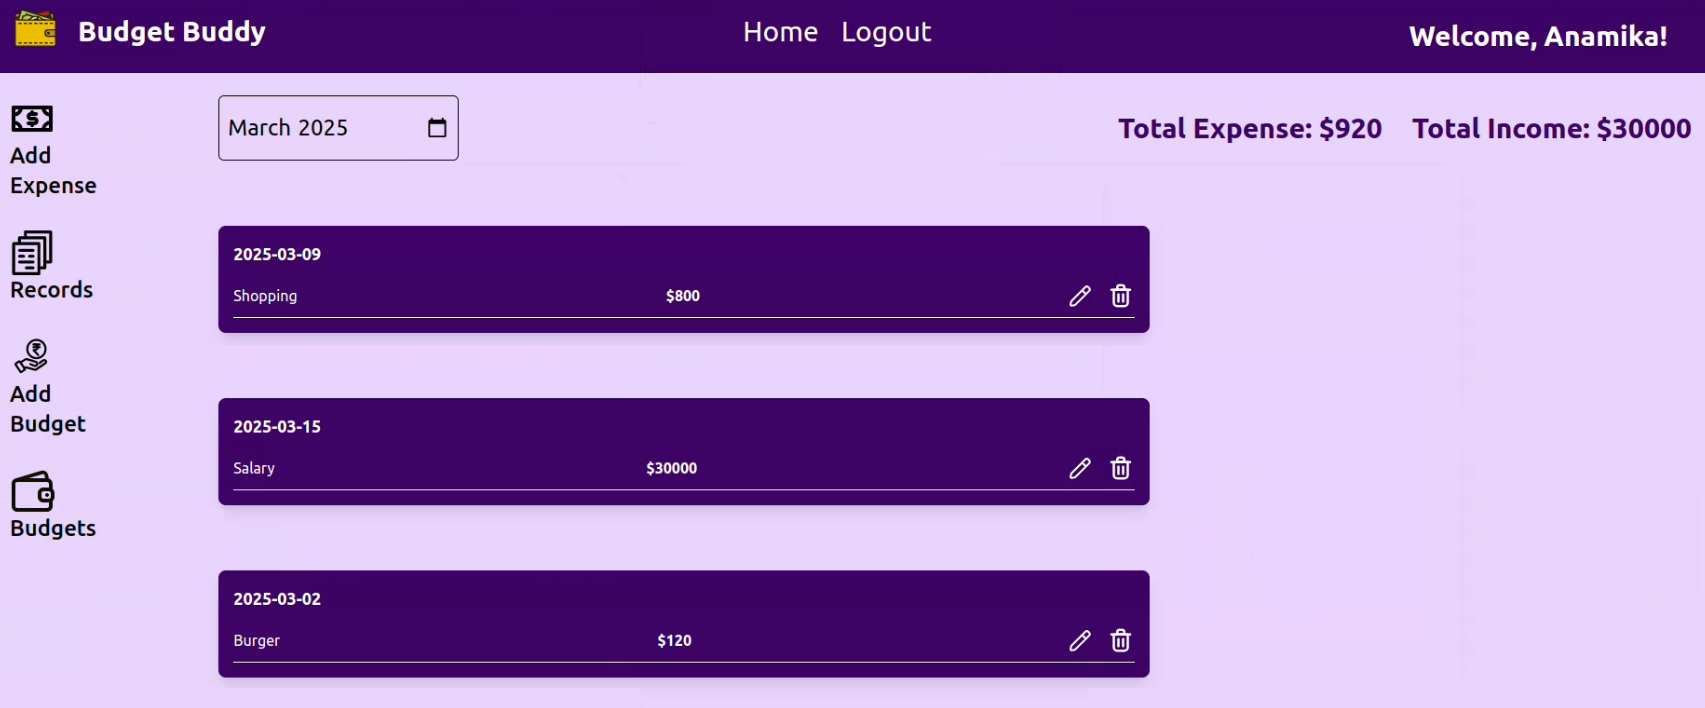 Budget Buddy
Home Logout
Welcome, Anamika!
Add
Expense
Records
Add
Budget
Budgets
March 2025
Total Expense: $920 Total Income: $30000
2025-03-09
Shopping $800
2025-03-15
Salary $30000
2025-03-02
Burger $120